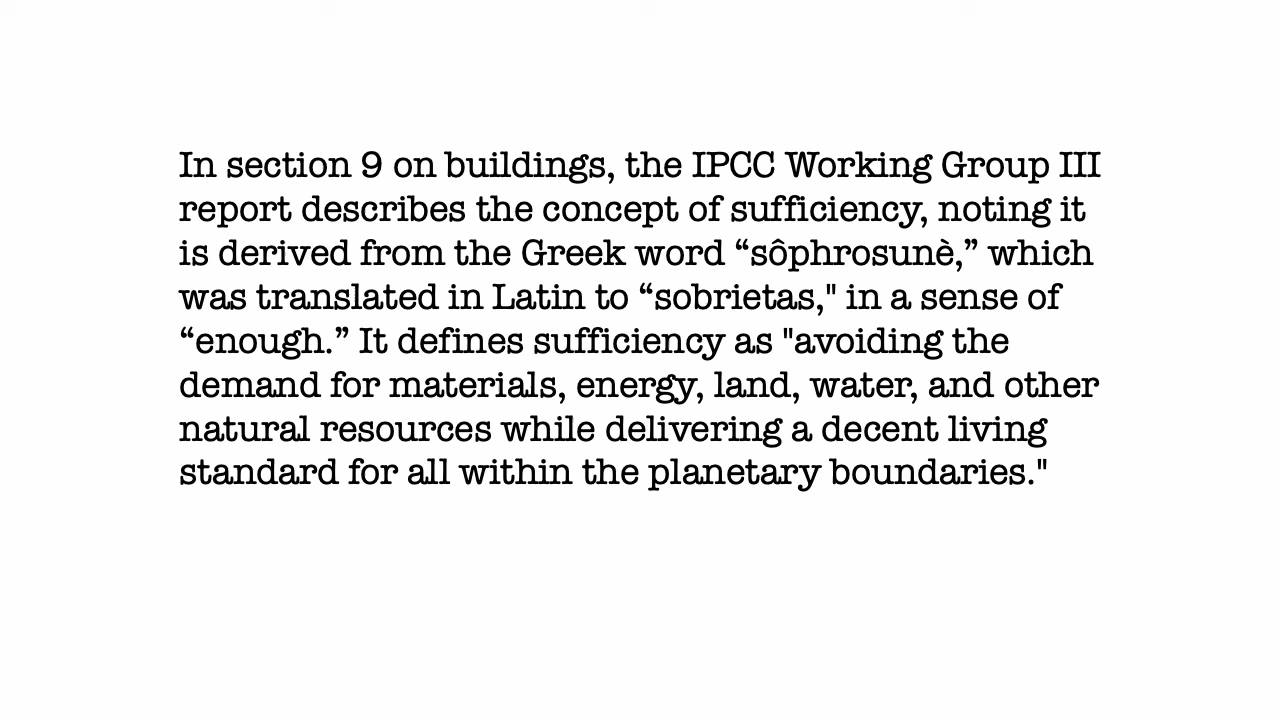 In section 9 on buildings, the IPCC Working Group III
report describes the concept of sufficiency, noting it
is derived from the Greek word “sôphrosunè,” which
was translated in Latin to “sobrietas," in a sense of
“enough.” It defines sufficiency as "avoiding the
demand for materials, energy, land, water, and other
natural resources while delivering a decent living
standard for all within the planetary boundaries."